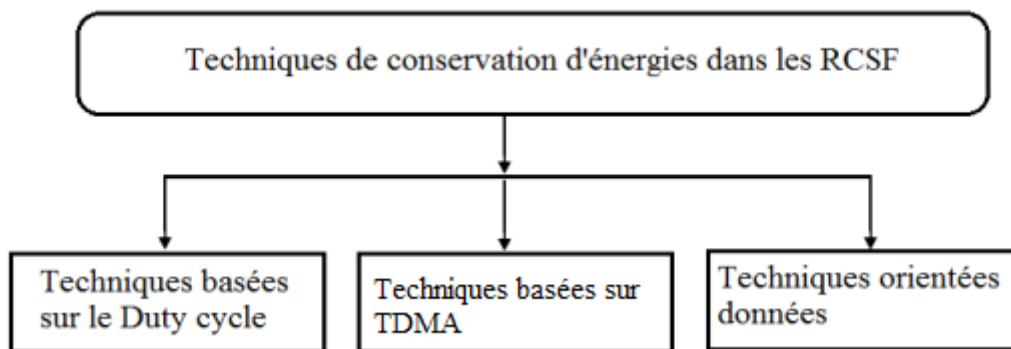 Techniques de conservation d'énergies dans les RCSF
Techniques basées
sur le Duty cycle
Techniques basées sur
TDMA
Techniques orientées
données